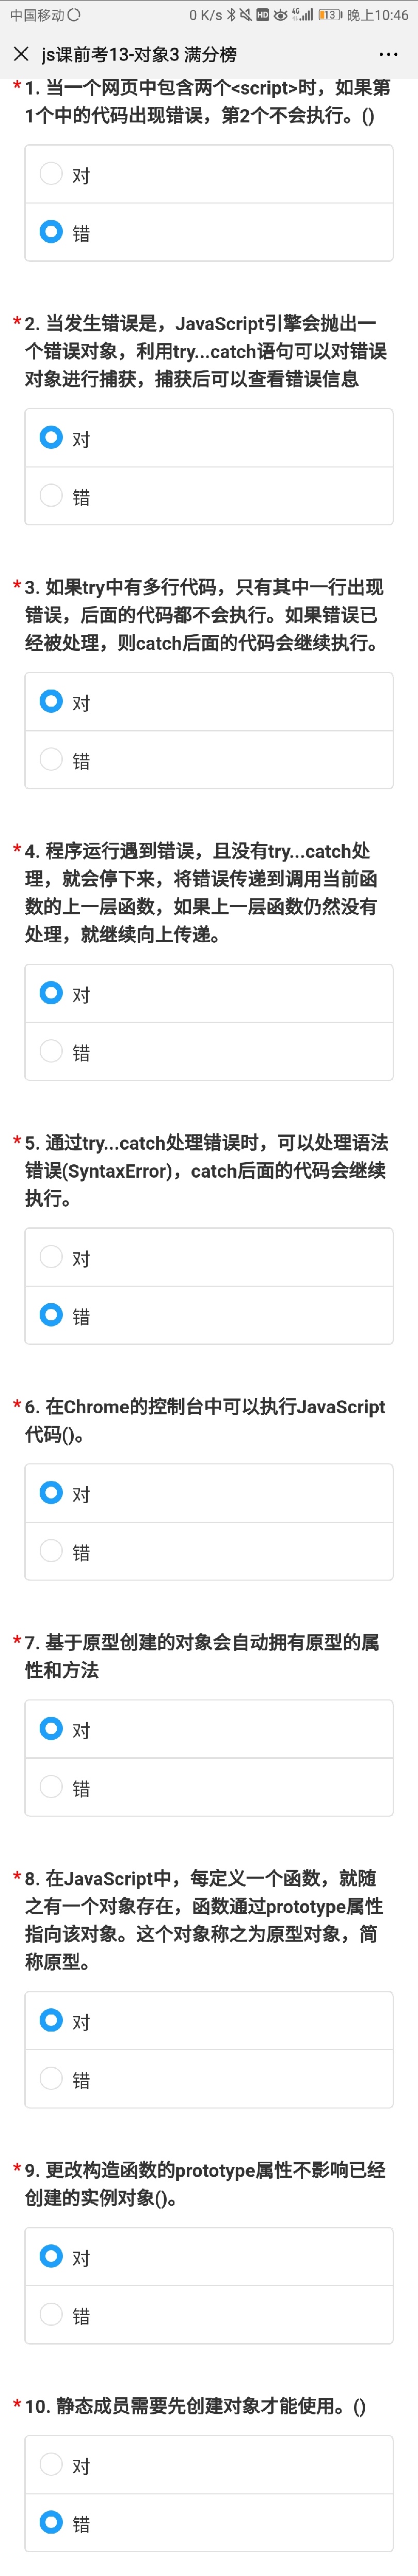 中国移动 0 K/s HD 4G 13 晚上10:46
js课前考13-对象3 满分榜 ···
*1. 当一个网页中包含两个<script>时，如果第
1个中的代码出现错误，第2个不会执行。()
对
错
*2. 当发生错误是，JavaScript引擎会抛出一
个错误对象，利用try...catch语句可以对错误
对象进行捕获，捕获后可以查看错误信息
对
错
*3. 如果try中有多行代码，只有其中一行出现
错误，后面的代码都不会执行。如果错误已
经被处理，则catch后面的代码会继续执行。
对
错
*4. 程序运行遇到错误，且没有try...catch处
理，就会停下来，将错误传递到调用当前函
数的上一层函数，如果上一层函数仍然没有
处理，就继续向上传递。
对
错
*5. 通过try...catch处理错误时，可以处理语法
错误(SyntaxError)，catch后面的代码会继续
执行。
对
错
*6. 在Chrome的控制台中可以执行JavaScript
代码()。
对
错
*7. 基于原型创建的对象会自动拥有原型的属
性和方法
对
错
*8. 在JavaScript中，每定义一个函数，就随
之有一个对象存在，函数通过prototype属性
指向该对象。这个对象称之为原型对象，简
称原型。
对
错
*9. 更改构造函数的prototype属性不影响已经
创建的实例对象()。
对
错
*10. 静态成员需要先创建对象才能使用。()
对
错